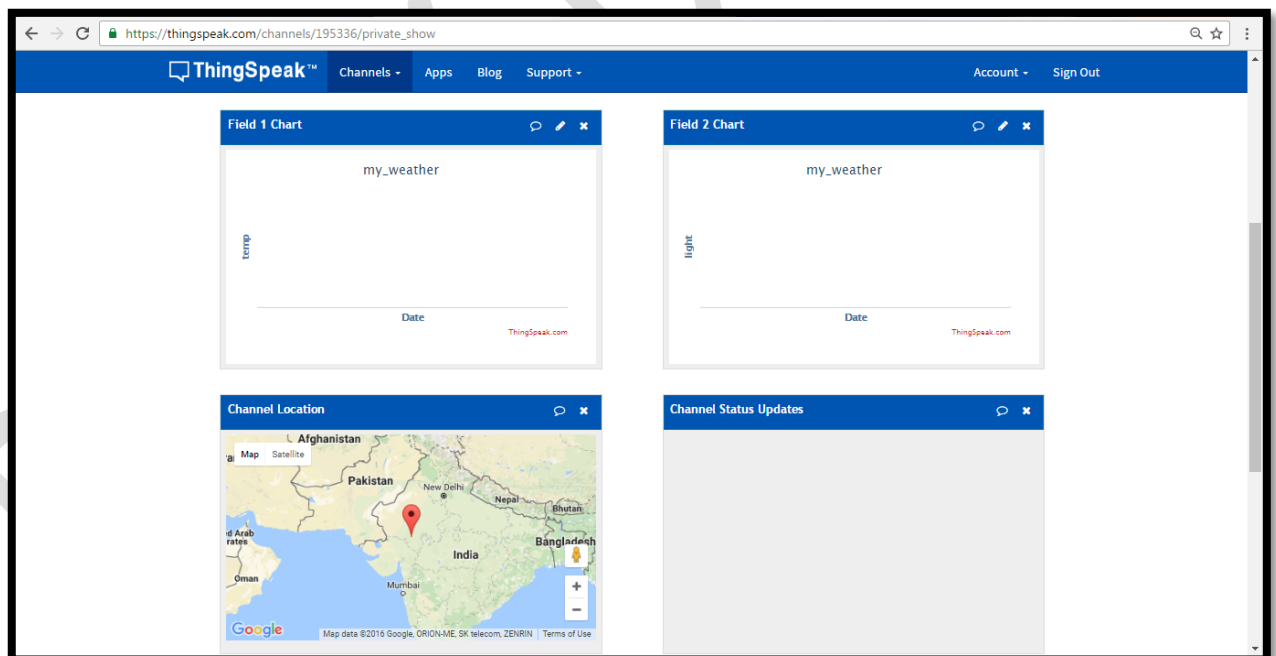 https://thingspeak.com/channels/195336/private_show
ThingSpeak™ Channels Apps Blog Support Account Sign Out
Field 1 Chart
my_weather
temp
Date
ThingSpeak.com
Field 2 Chart
my_weather
light
Date
ThingSpeak.com
Channel Location
Map Satellite
Afghanistan
Pakistan
New Delhi
Nepal
Bhutan
Bangladesh
India
Mumbai
Oman
ed Arab
rates
Google
Map data ©2016 Google, ORION-ME, SK telecom, ZENRIN Terms of Use
Channel Status Updates